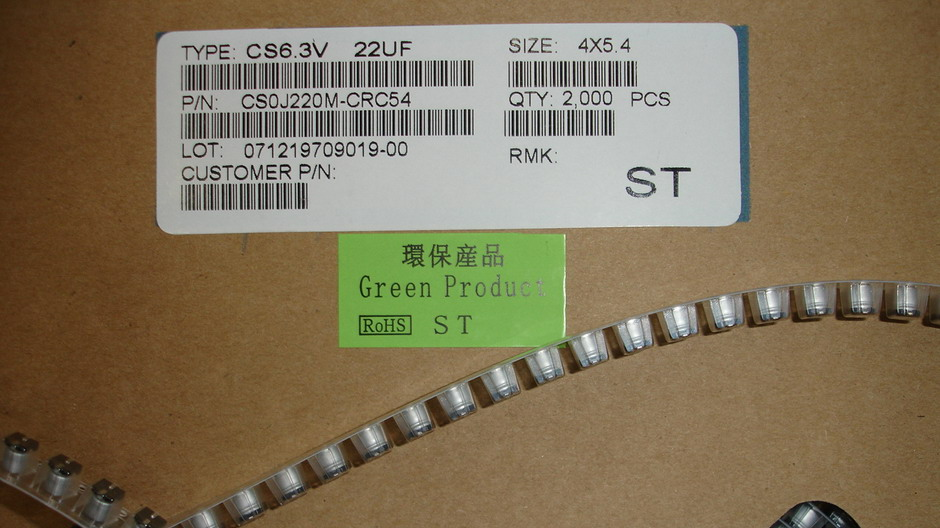 TYPE: CS6.3V 22UF
SIZE: 4X5.4
P/N: CS0J220M-CRC54
QTY: 2,000 PCS
LOT: 071219709019-00
RMK:
CUSTOMER P/N:
ST
環保産品
Green Product
RoHS ST